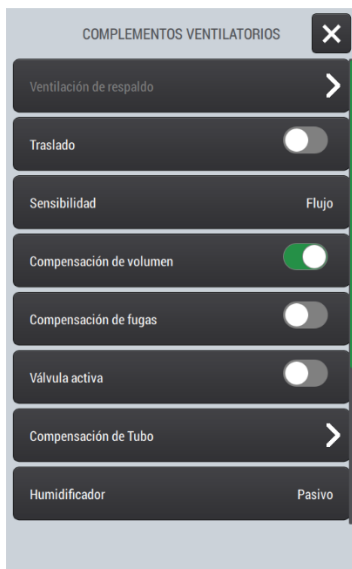 COMPLEMENTOS VENTILATORIOS
Ventilación de respaldo
Traslado
Sensibilidad Flujo
Compensación de volumen
Compensación de fugas
Válvula activa
Compensación de Tubo
Humidificador Pasivo